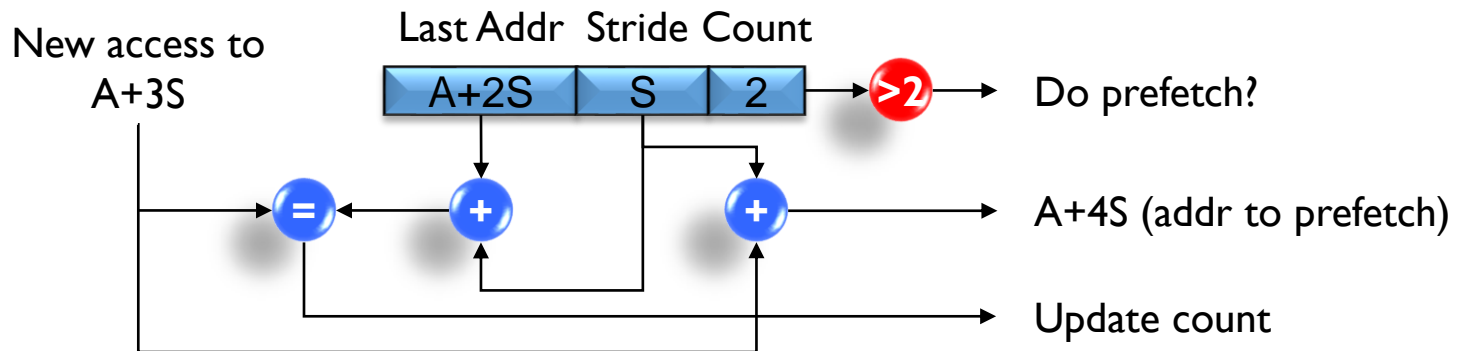 New access to
A+3S
Last Addr Stride Count
A+2S S 2
>2
Do prefetch?
= + +
A+4S (addr to prefetch)
Update count